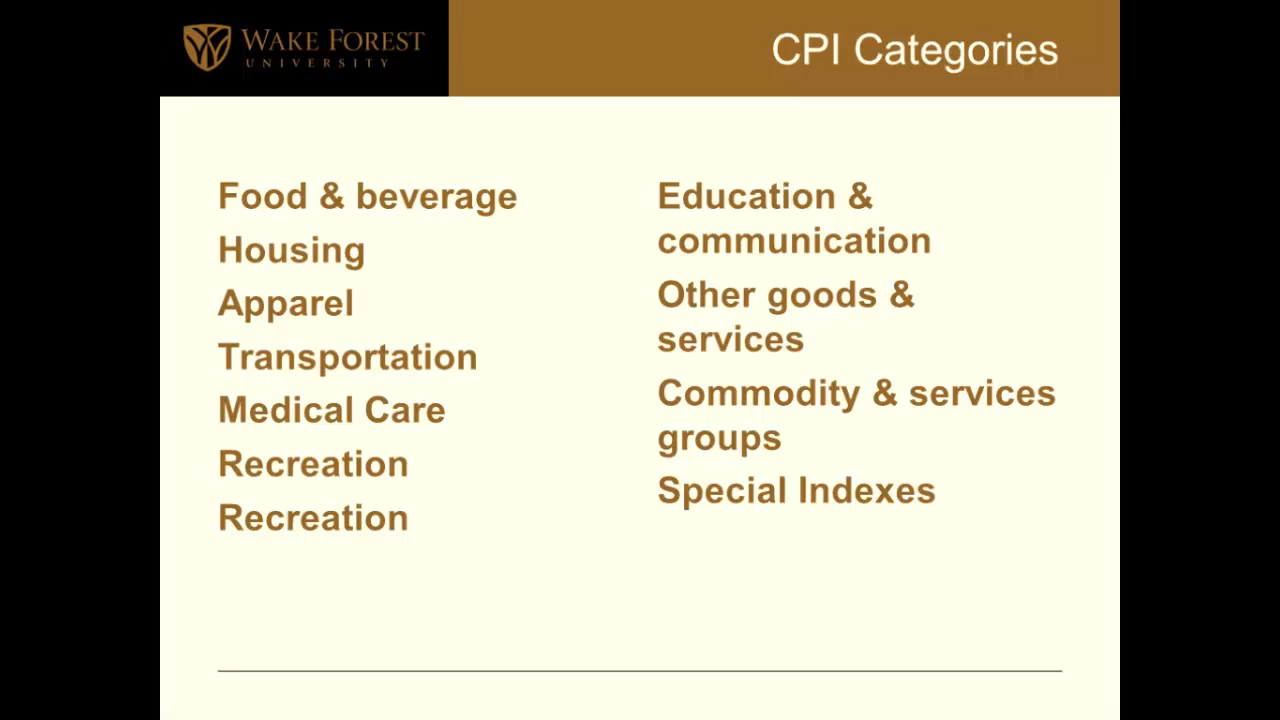 WAKE FOREST
UNIVERSITY
CPI Categories
Food & beverage
Housing
Apparel
Transportation
Medical Care
Recreation
Recreation
Education &
communication
Other goods &
services
Commodity & services
groups
Special Indexes